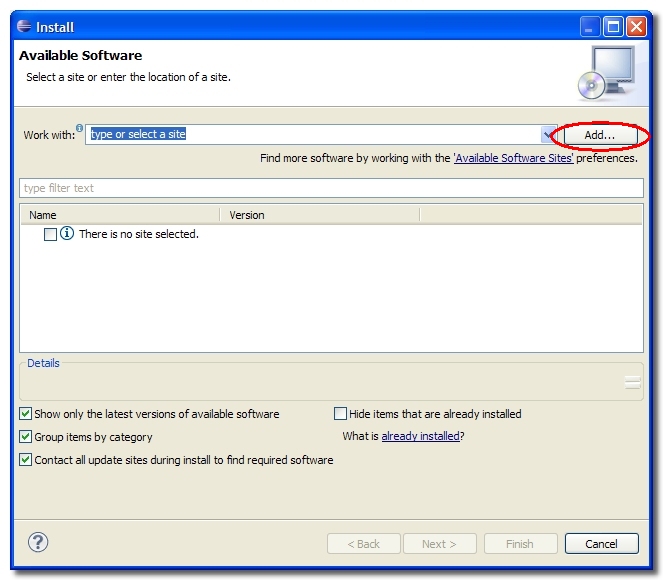 Install
Available Software
Select a site or enter the location of a site.
Work with: type or select a site Add...
Find more software by working with the 'Available Software Sites' preferences.
type filter text
Name Version
There is no site selected.
Details
Show only the latest versions of available software Hide items that are already installed
Group items by category What is already installed?
Contact all update sites during install to find required software
? < Back Next > Finish Cancel